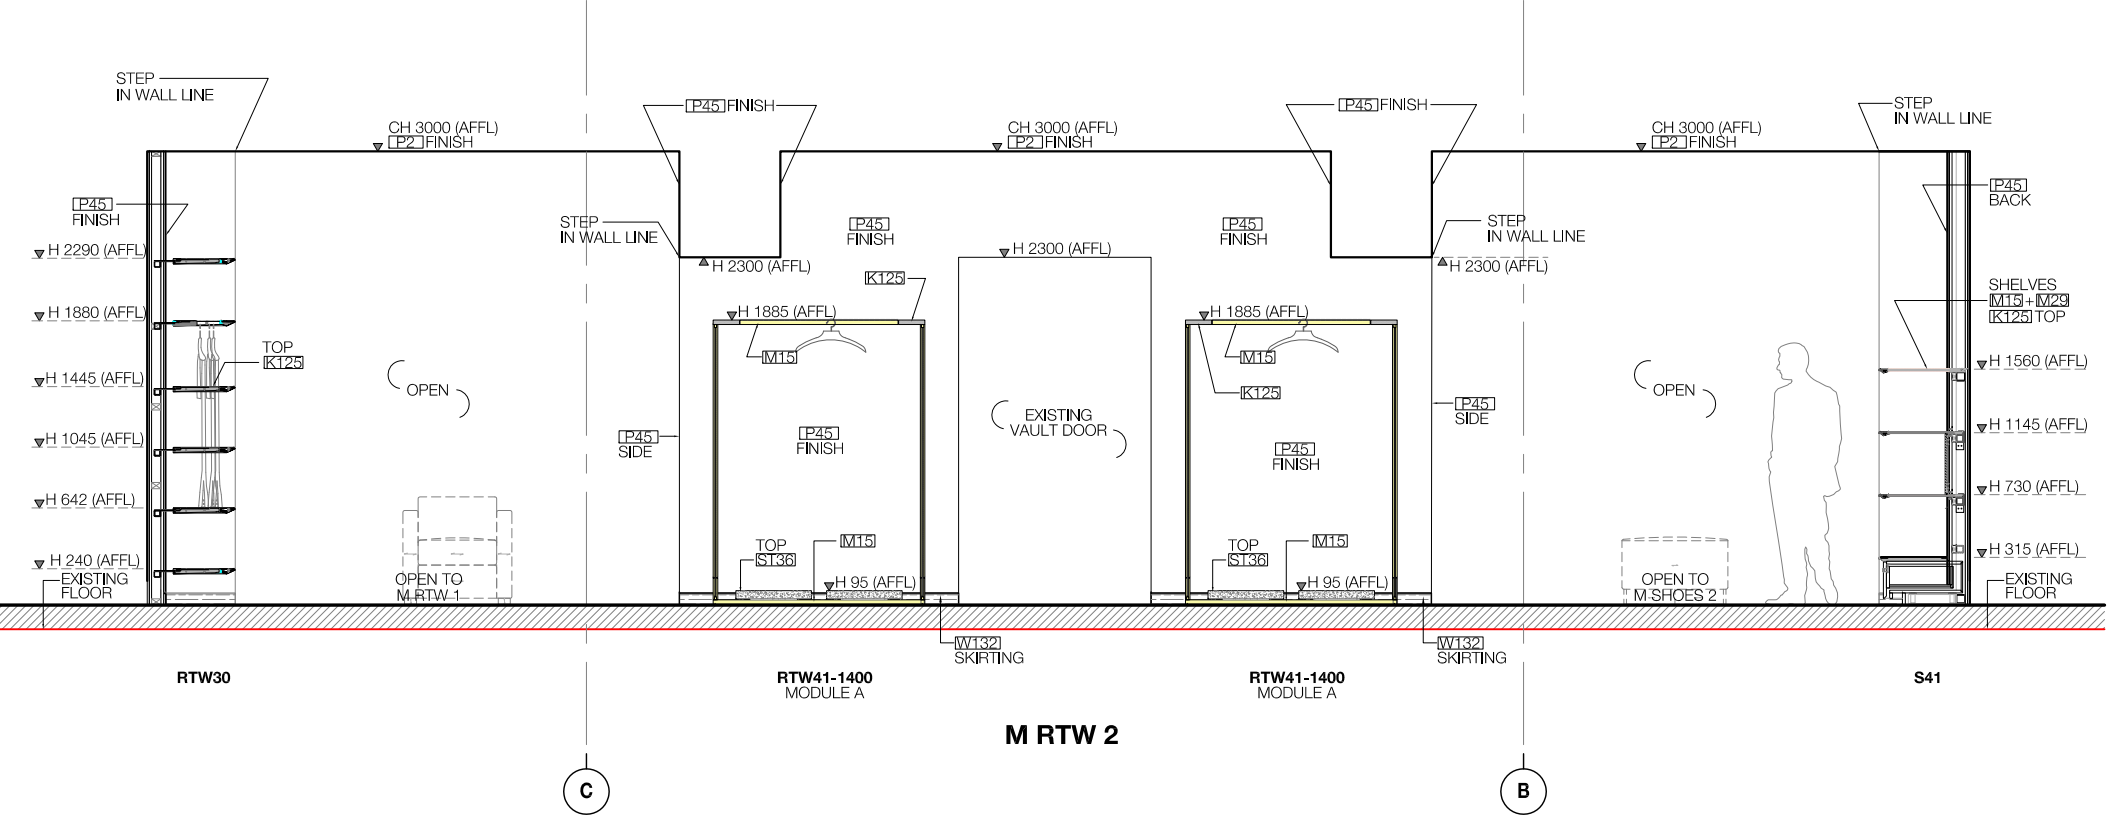 STEP
IN WALL LINE
P45 FINISH
P45 FINISH
STEP
IN WALL LINE
CH 3000 (AFFL)
P2 FINISH
CH 3000 (AFFL)
P2 FINISH
CH 3000 (AFFL)
P2 FINISH
P45
FINISH
P45
BACK
STEP
IN WALL LINE
P45
FINISH
P45
FINISH
STEP
IN WALL LINE
H 2290 (AFFL)
H 2300 (AFFL)
H 2300 (AFFL)
H 2300 (AFFL)
K125
SHELVES
M15 + M29
K125 TOP
H 1880 (AFFL)
H 1885 (AFFL)
H 1885 (AFFL)
TOP
K125
M15
M15
H 1560 (AFFL)
H 1445 (AFFL)
OPEN
K125
OPEN
EXISTING
VAULT DOOR
P45
SIDE
P45
SIDE
H 1045 (AFFL)
P45
FINISH
P45
FINISH
H 1145 (AFFL)
H 642 (AFFL)
H 730 (AFFL)
TOP
ST36
M15
TOP
ST36
M15
H 240 (AFFL)
H 315 (AFFL)
EXISTING
FLOOR
OPEN TO
M RTW 1
H 95 (AFFL)
H 95 (AFFL)
OPEN TO
M SHOES 2
EXISTING
FLOOR
W132
SKIRTING
W132
SKIRTING
RTW30
RTW41-1400
MODULE A
RTW41-1400
MODULE A
S41
M RTW 2
C
B